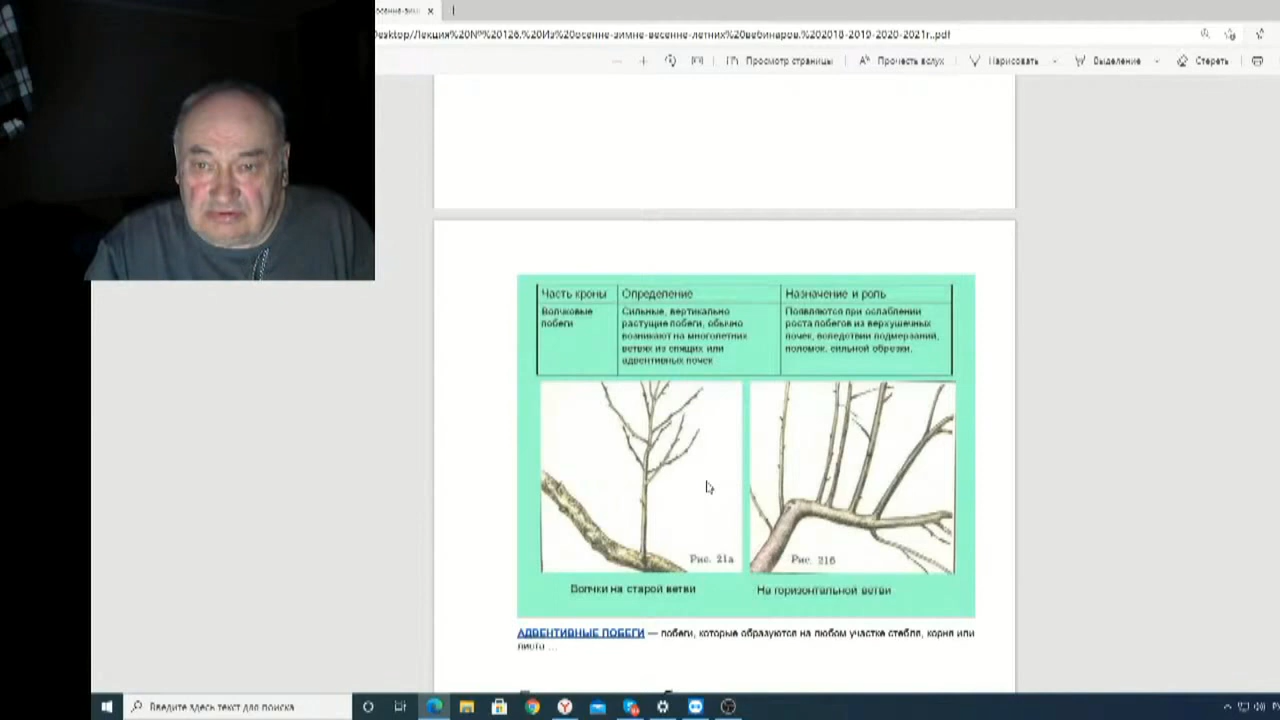 осенне-зим
Desktop//Лекция%20№%20126.%20Из%20осенне-зимне-весенне-летних%20вебинаров.%202018-2019-2020-2021г..pdf
Просмотр страницы
Прочесть вслух
Нарисовать
Выделение
Стереть
Часть кроны
Определение
Назначение и роль
Волчковые
побеги
Сильные, вертикально
растущие побеги, обычно
возникают на многолетних
ветвях из спящих или
адвентивных почек
Появляются при ослаблении
роста побегов из верхушечных
почек, вследствии подмерзаний,
поломок, сильной обрезки.
Рис. 21а
Рис. 21б
Волчки на старой ветви
На горизонтальной ветви
АДВЕНТИВНЫЕ ПОБЕГИ — побеги, которые образуются на любом участке стебля, корня или
листа ...
Введите здесь текст для поиска